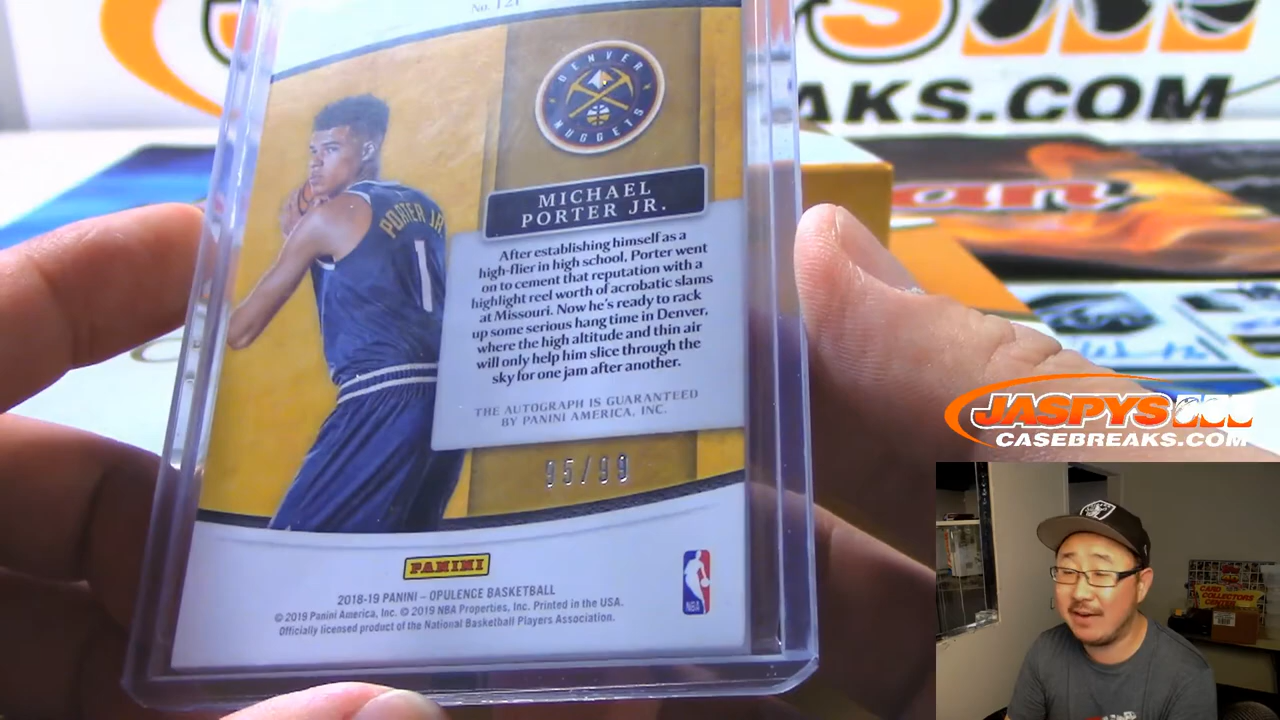 No. 121
DENVER
NUGGETS
MICHAEL
PORTER JR.
PORTER JR
1
After establishing himself as a
high-flier in high school, Porter went
on to cement that reputation with a
highlight reel worth of acrobatic slams
at Missouri. Now he's ready to rack
up some serious hang time in Denver,
where the high altitude and thin air
will only help him slice through the
sky for one jam after another.
THE AUTOGRAPH IS GUARANTEED
BY PANINI AMERICA, INC.
PANINI
NBA
2018-19 PANINI – OPULENCE BASKETBALL
© 2019 Panini America, Inc. © 2019 NBA Properties, Inc. Printed in the USA.
Officially licensed product of the National Basketball Players Association.
AKS.COM
JASPYS
CASEBREAKS.COM
CARD
COLLECTORS
CENTER